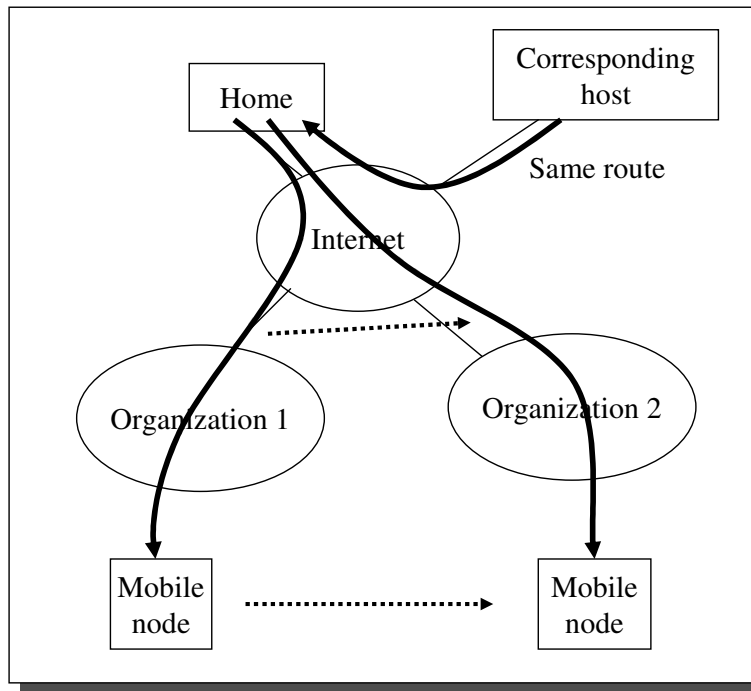 Home
Corresponding
host
Same route
Internet
Organization 1
Organization 2
Mobile
node
Mobile
node